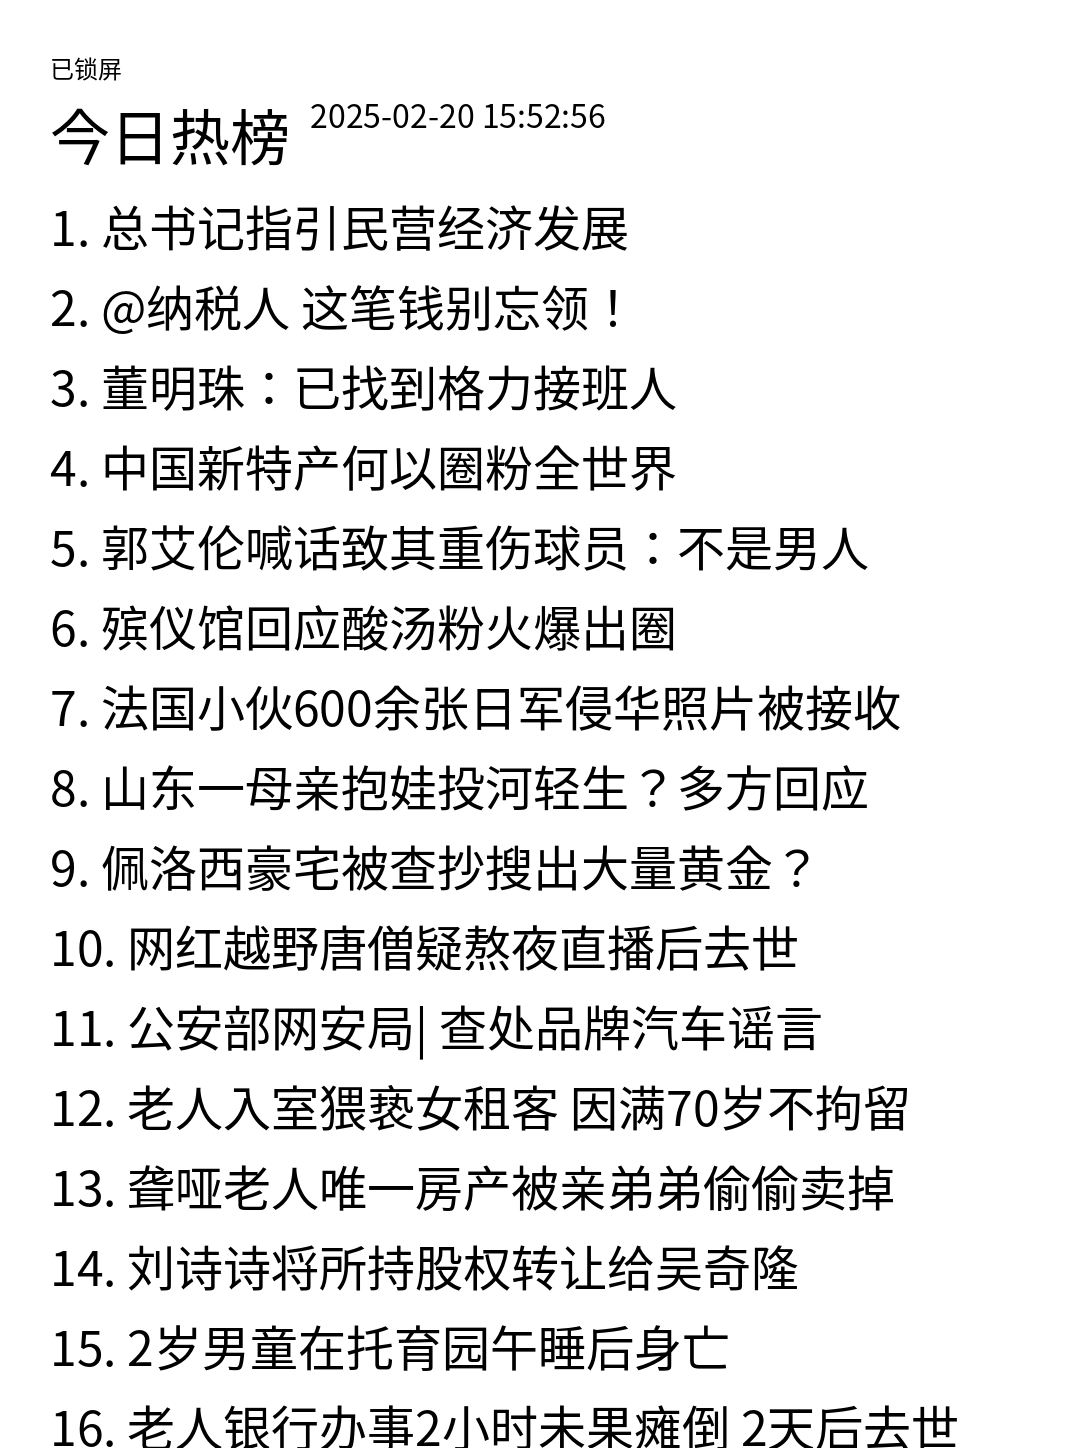 已锁屏
今日热榜 2025-02-20 15:52:56
1. 总书记指引民营经济发展
2. @纳税人 这笔钱别忘领！
3. 董明珠：已找到格力接班人
4. 中国新特产何以圈粉全世界
5. 郭艾伦喊话致其重伤球员：不是男人
6. 殡仪馆回应酸汤粉火爆出圈
7. 法国小伙600余张日军侵华照片被接收
8. 山东一母亲抱娃投河轻生？多方回应
9. 佩洛西豪宅被查抄搜出大量黄金？
10. 网红越野唐僧疑熬夜直播后去世
11. 公安部网安局| 查处品牌汽车谣言
12. 老人入室猥亵女租客 因满70岁不拘留
13. 聋哑老人唯一房产被亲弟弟偷偷卖掉
14. 刘诗诗将所持股权转让给吴奇隆
15. 2岁男童在托育园午睡后身亡
16. 老人银行办事2小时未果瘫倒 2天后去世